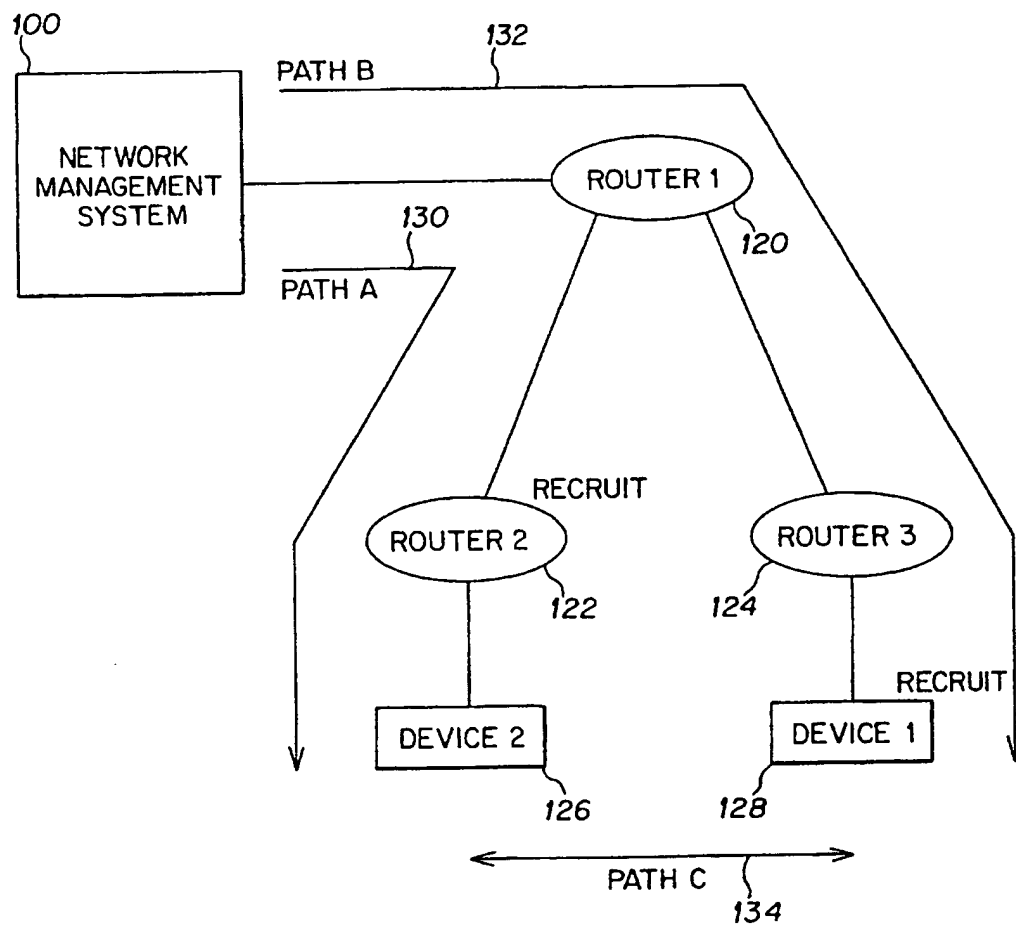 100
132
PATH B
NETWORK
MANAGEMENT
SYSTEM
ROUTER 1
130
120
PATH A
RECRUIT
ROUTER 2
ROUTER 3
122
124
RECRUIT
DEVICE 2
DEVICE 1
126
128
PATH C
134